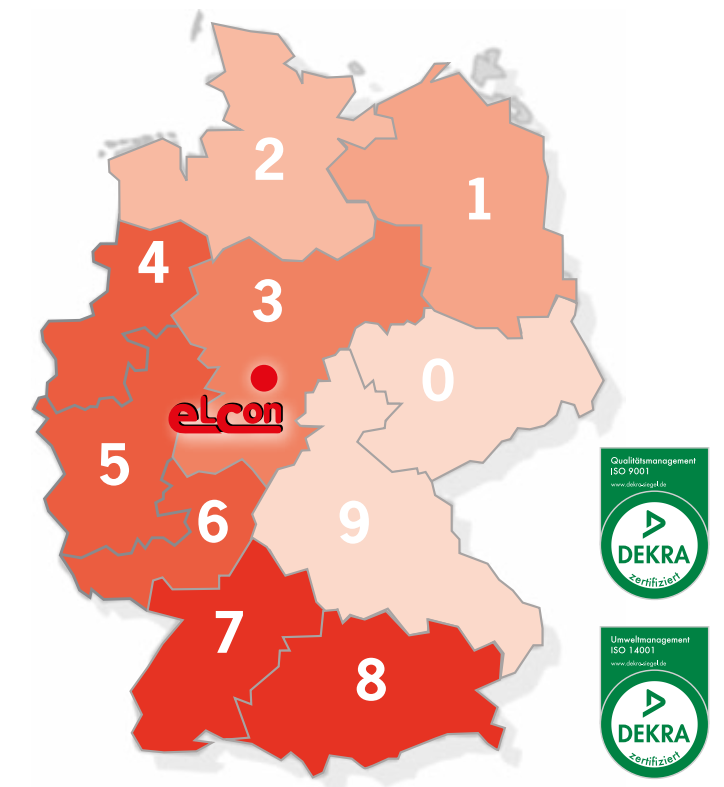 2
1
4
3
0
elcon
5
6
9
7
8
Qualitätsmanagement
ISO 9001
www.dekra-siegel.de
DEKRA
zertifiziert
Umweltmanagement
ISO 14001
www.dekra-siegel.de
DEKRA
zertifiziert